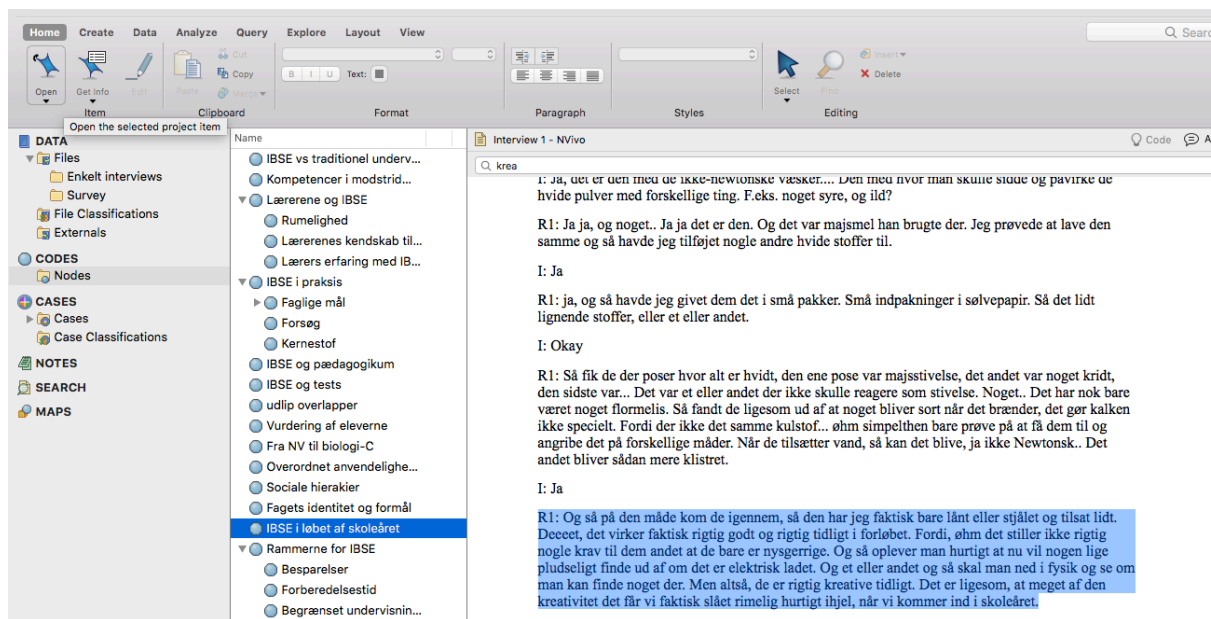 Home Create Data Analyze Query Explore Layout View
Search
Open Get Info Edit Paste Cut Copy Merge
B I U Text:
Select Find Insert Delete
Item Clipboard Format Paragraph Styles Editing
Open the selected project item
DATA
Files
Enkelt interviews
Survey
File Classifications
Externals
CODES
Nodes
CASES
Cases
Case Classifications
NOTES
SEARCH
MAPS
Name
IBSE vs traditionel underv...
Kompetencer i modstrid...
Lærerene og IBSE
Rumelighed
Lærerenes kendskab til...
Lærers erfaring med IB...
IBSE i praksis
Faglige mål
Forsøg
Kernestof
IBSE og pædagogikum
IBSE og tests
udlip overlapper
Vurdering af eleverne
Fra NV til biologi-C
Overordnet anvendelighe...
Sociale hierakier
Fagets identitet og formål
IBSE i løbet af skoleåret
Rammerne for IBSE
Besparelser
Forberedelsestid
Begrænset undervisnin...
Interview 1 - NVivo
Code A
krea
I: Ja, det er den med de ikke-newtonske væsker.... Den med hvor man skulle sidde og påvirke de
hvide pulver med forskellige ting. F.eks. noget syre, og ild?
R1: Ja ja, og noget.. Ja ja det er den. Og det var majsmel han brugte der. Jeg prøvede at lave den
samme og så havde jeg tilføjet nogle andre hvide stoffer til.
I: Ja
R1: ja, og så havde jeg givet dem det i små pakker. Små indpakninger i sølvepapir. Så det lidt
lignende stoffer, eller et eller andet.
I: Okay
R1: Så fik de der poser hvor alt er hvidt, den ene pose var majsstivelse, det andet var noget kridt,
den sidste var... Det var et eller andet der ikke skulle reagere som stivelse. Noget.. Det har nok bare
været noget flormelis. Så fandt de ligesom ud af at noget bliver sort når det brænder, det gør kalken
ikke specielt. Fordi der ikke det samme kulstof... øhm simpelthen bare prøve på at få dem til og
angribe det på forskellige måder. Når de tilsætter vand, så kan det blive, ja ikke Newtonsk.. Det
andet bliver sådan mere klistret.
I: Ja
R1: Og så på den måde kom de igennem, så den har jeg faktisk bare lånt eller stjålet og tilsat lidt.
Deeeet, det virker faktisk rigtig godt og rigtig tidligt i forløbet. Fordi, øhm det stiller ikke rigtig
nogle krav til dem andet at de bare er nysgerrige. Og så oplever man hurtigt at nu vil nogen lige
pludseligt finde ud af om det er elektrisk ladet. Og et eller andet og så skal man ned i fysik og se om
man kan finde noget der. Men altså, de er rigtig kreative tidligt. Det er ligesom, at meget af den
kreativitet det får vi faktisk slået rimelig hurtigt ihjel, når vi kommer ind i skoleåret.